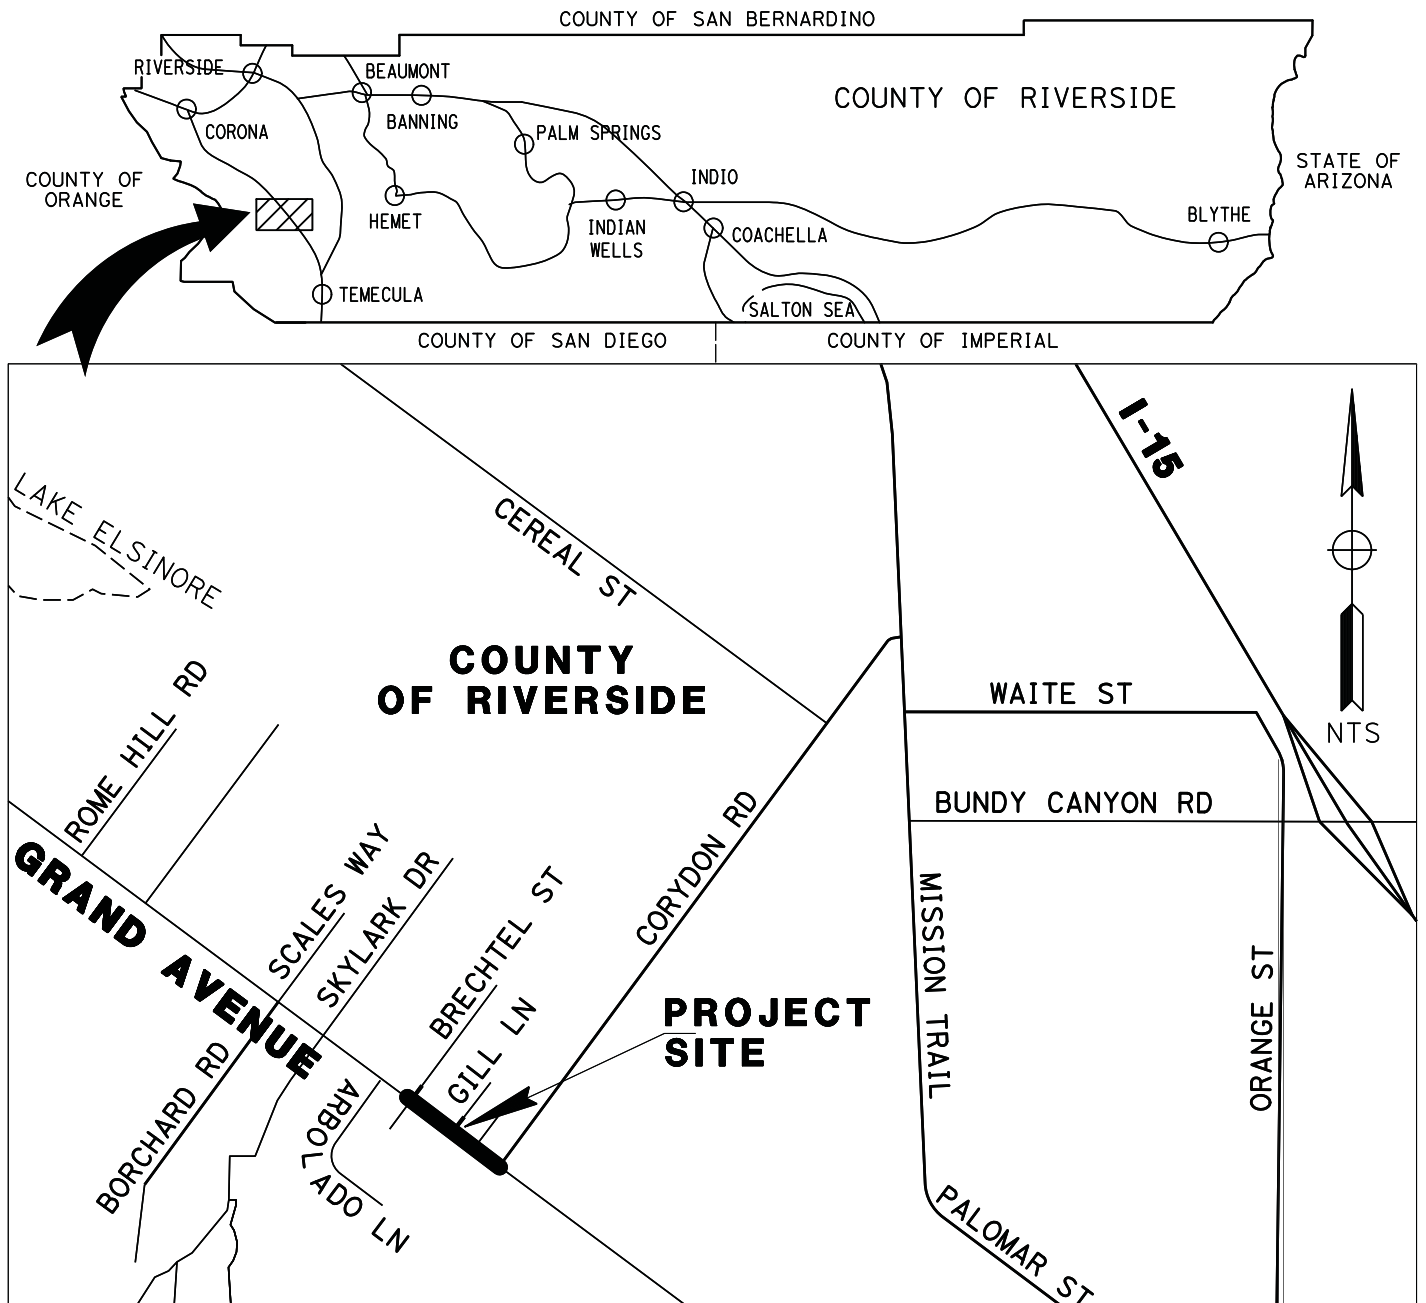 COUNTY OF SAN BERNARDINO
RIVERSIDE
BEAUMONT
COUNTY OF RIVERSIDE
CORONA
BANNING
PALM SPRINGS
COUNTY OF
ORANGE
STATE OF
ARIZONA
INDIO
HEMET
INDIAN
WELLS
COACHELLA
BLYTHE
TEMECULA
SALTON SEA
COUNTY OF SAN DIEGO
COUNTY OF IMPERIAL
I-15
LAKE ELSINORE
CEREAL ST
COUNTY
OF RIVERSIDE
ROME HILL RD
WAITE ST
NTS
BUNDY CANYON RD
GRAND AVENUE
SCALES WAY
SKYLARK DR
BRECHTEL ST
CORYDON RD
MISSION TRAIL
ORANGE ST
GILL LN
PROJECT
SITE
BORCHARD RD
ARBOLADO LN
PALOMAR ST